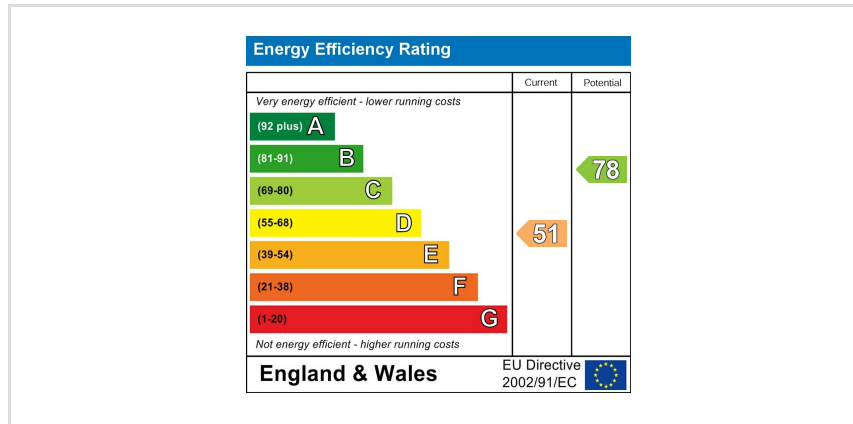 Energy Efficiency Rating
Current Potential
Very energy efficient - lower running costs
(92 plus) A
(81-91) B
(69-80) C
(55-68) D
(39-54) E
(21-38) F
(1-20) G
78
51
Not energy efficient - higher running costs
England & Wales
EU Directive
2002/91/EC